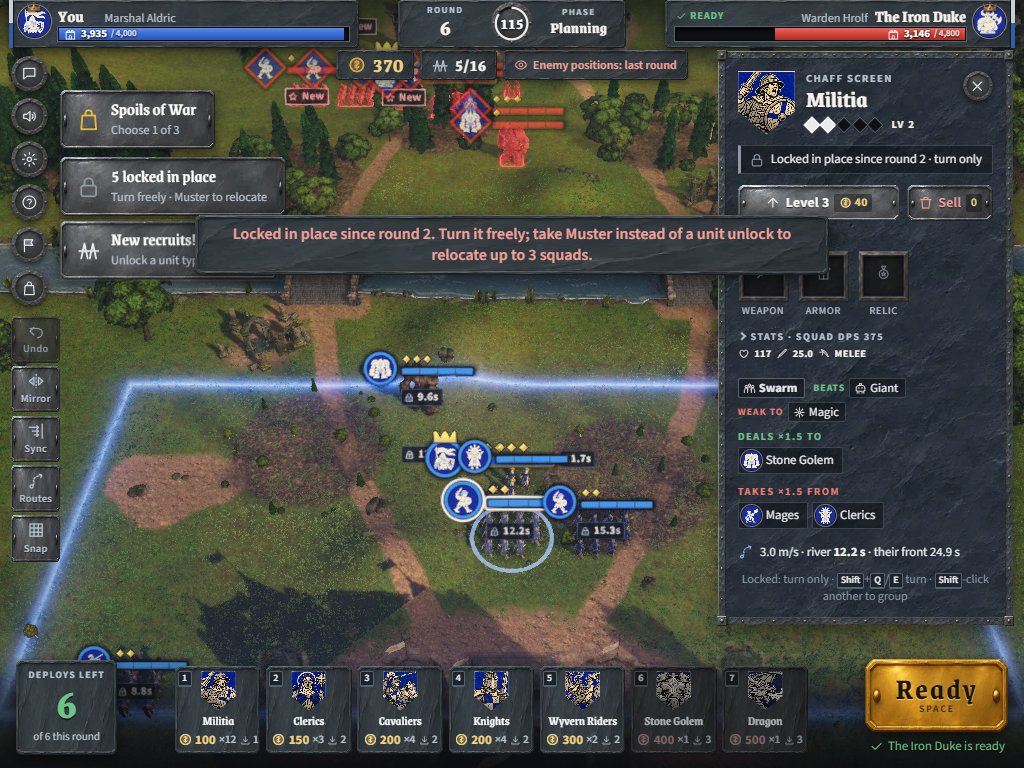 You
Marshal Aldric
3,935 / 4,000
ROUND
6
115
PHASE
Planning
READY
Warden Hrolf
The Iron Duke
3,146 / 4,800
370
5/16
Enemy positions: last round
New
New
Spoils of War
Choose 1 of 3
5 locked in place
Turn freely · Muster to relocate
New recruits!
Unlock a unit typ
Locked in place since round 2. Turn it freely; take Muster instead of a unit unlock to
relocate up to 3 squads.
CHAFF SCREEN
Militia
LV 2
Locked in place since round 2 · turn only
Level 3
40
Sell
0
WEAPON
ARMOR
RELIC
STATS · SQUAD DPS 375
117
25.0
MELEE
Swarm
BEATS
Giant
WEAK TO
Magic
DEALS ×1.5 TO
Stone Golem
TAKES ×1.5 FROM
Mages
Clerics
3.0 m/s · river 12.2 s · their front 24.9 s
Locked: turn only · Shift + Q / E turn · Shift-click
another to group
Undo
Mirror
Sync
Routes
Snap
9.6s
1.7s
12.2s
15.3s
8.8s
DEPLOYS LEFT
6
of 6 this round
1
Militia
100 ×12 1
2
Clerics
150 ×3 2
3
Cavaliers
200 ×4 2
4
Knights
200 ×4 2
5
Wyvern Riders
300 ×2 2
6
Stone Golem
400 ×1 3
7
Dragon
500 ×1 3
Ready
SPACE
The Iron Duke is ready